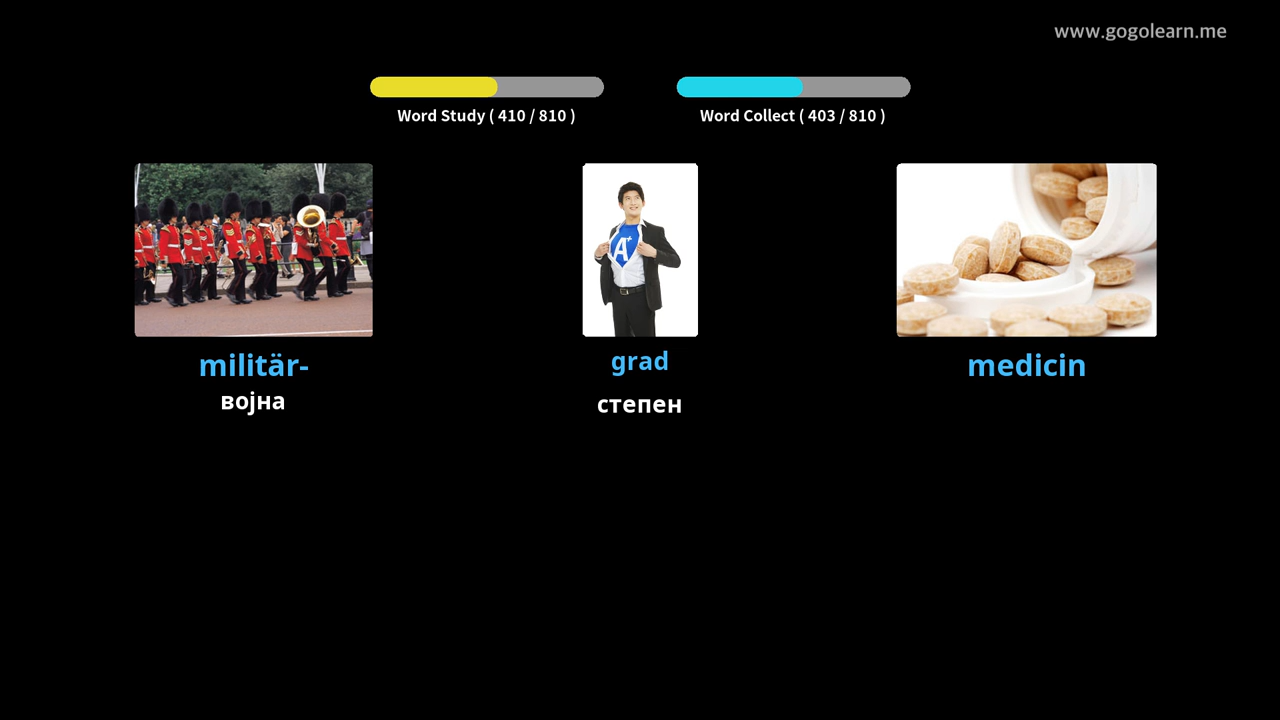 www.gogolearn.me
Word Study ( 410 / 810 )
Word Collect ( 403 / 810 )
A+
militär-
војна
grad
степен
medicin